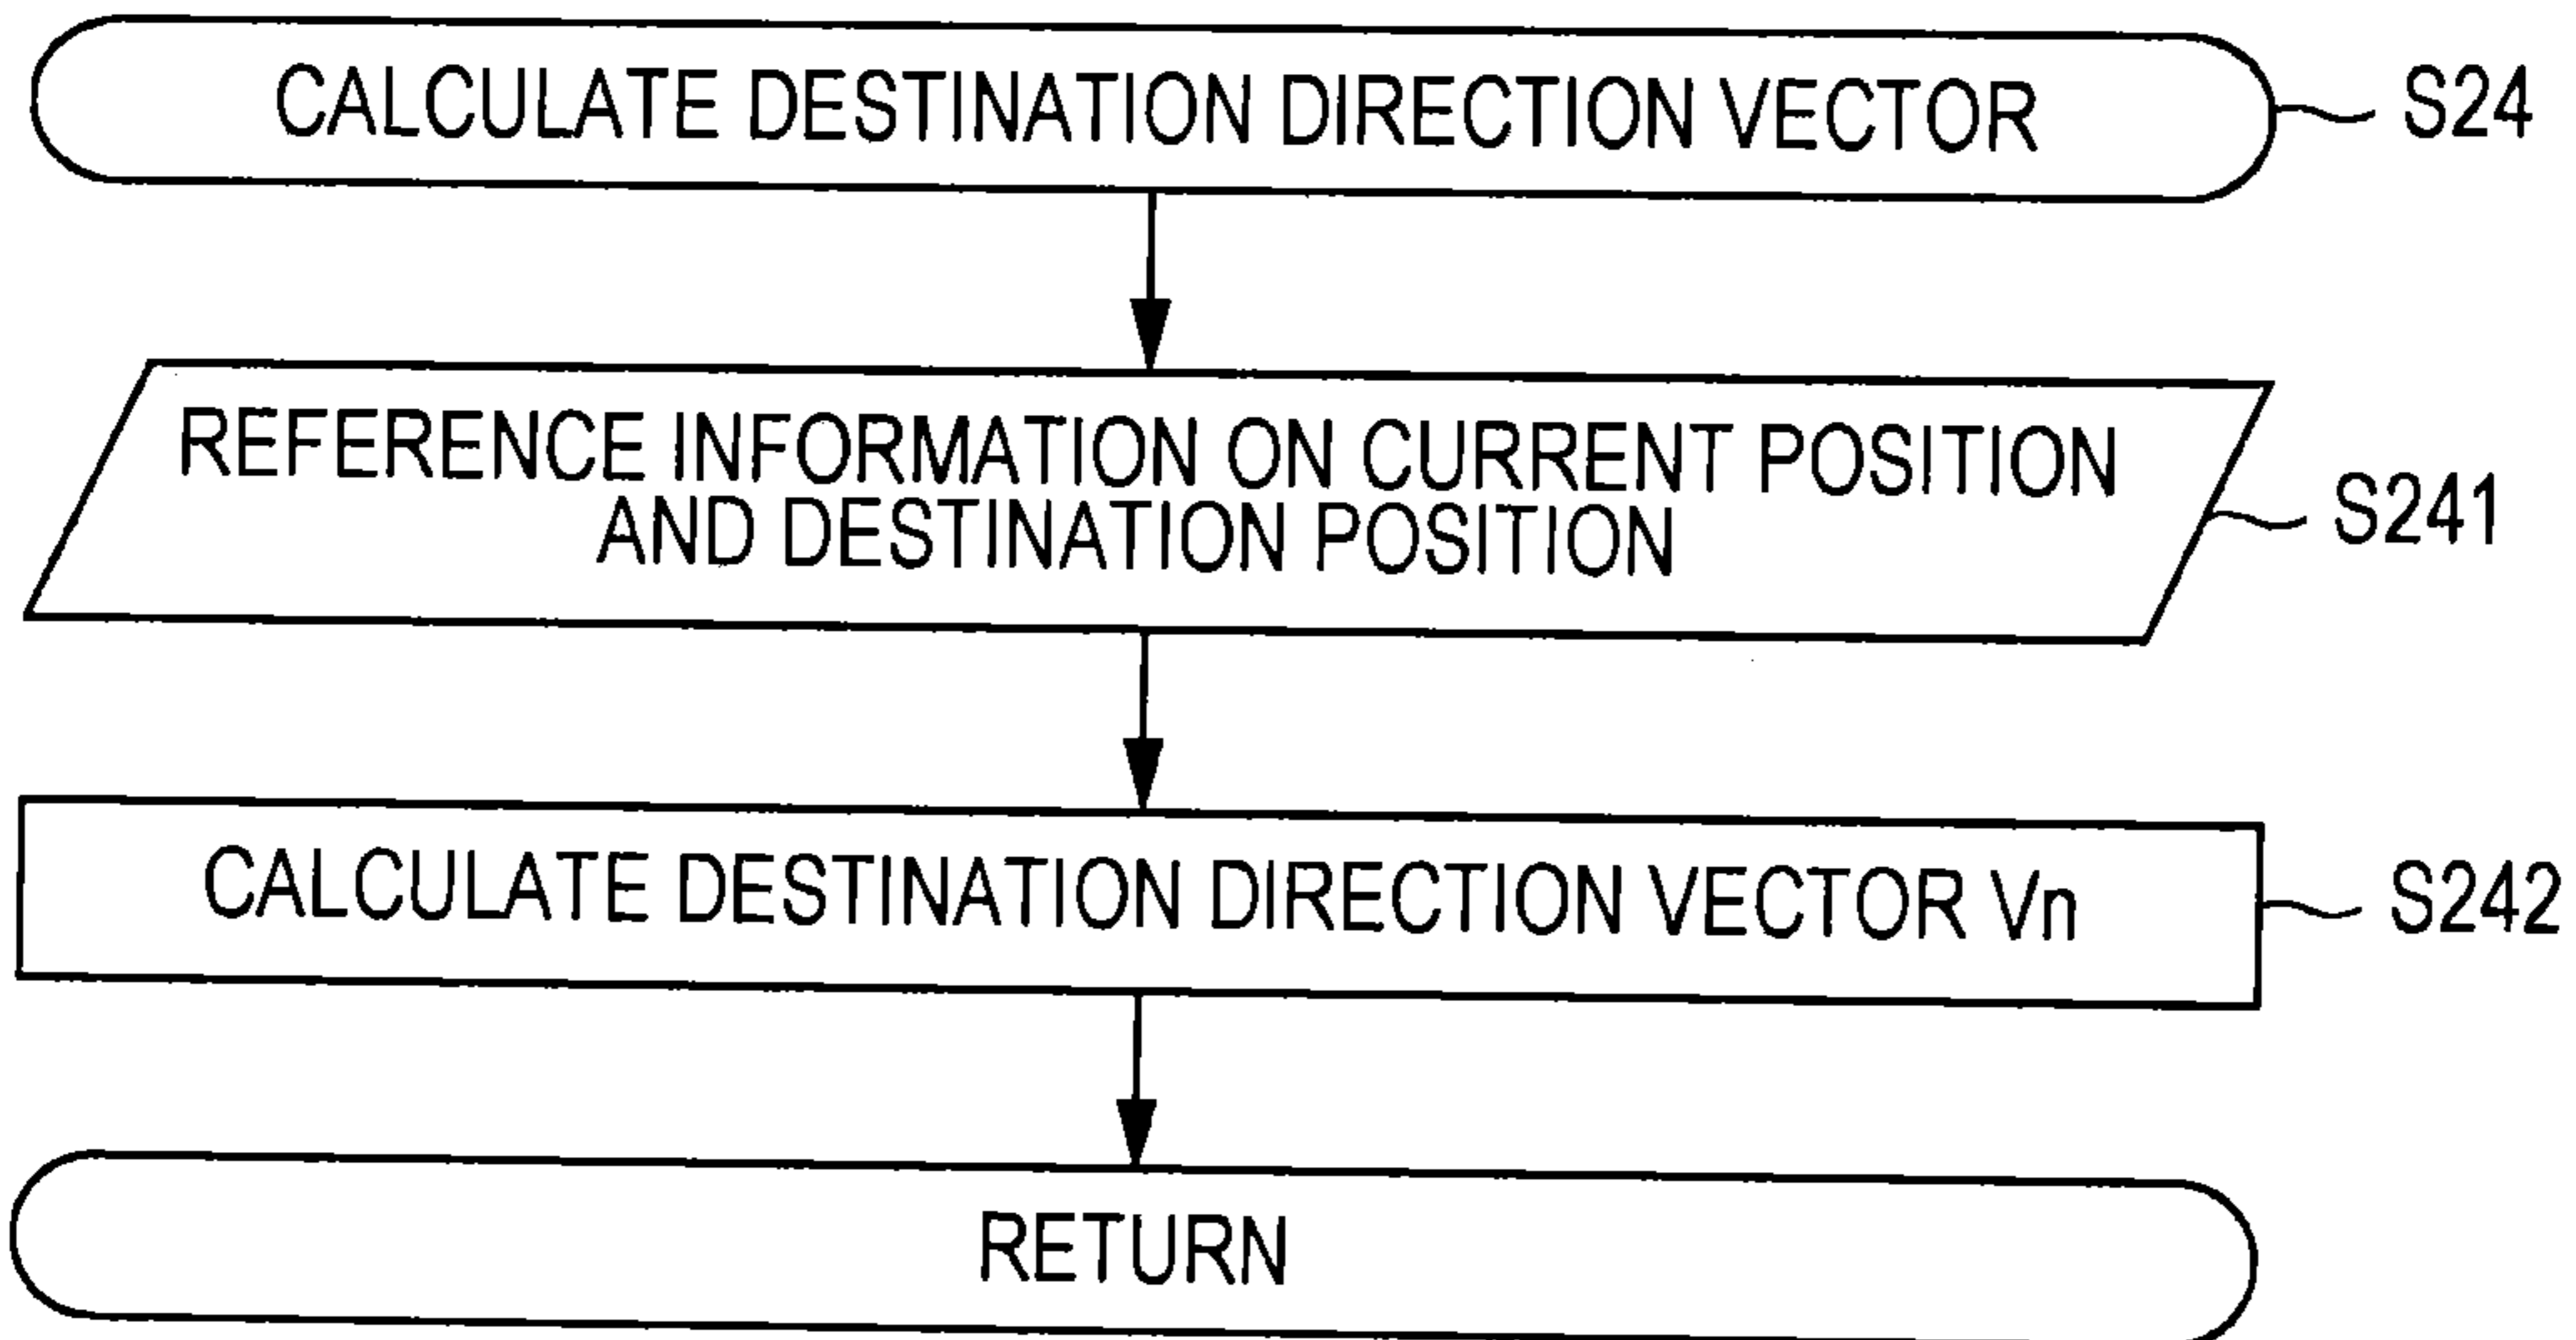 CALCULATE DESTINATION DIRECTION VECTOR
S24
REFERENCE INFORMATION ON CURRENT POSITION
AND DESTINATION POSITION
S241
CALCULATE DESTINATION DIRECTION VECTOR Vn
S242
RETURN